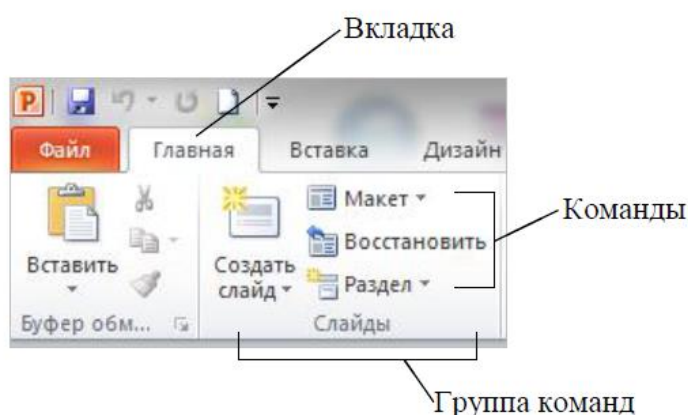 Вкладка
P
Файл Главная Вставка Дизайн
Вставить
Создать слайд
Макет
Восстановить
Раздел
Команды
Буфер обм... Слайды
Группа команд